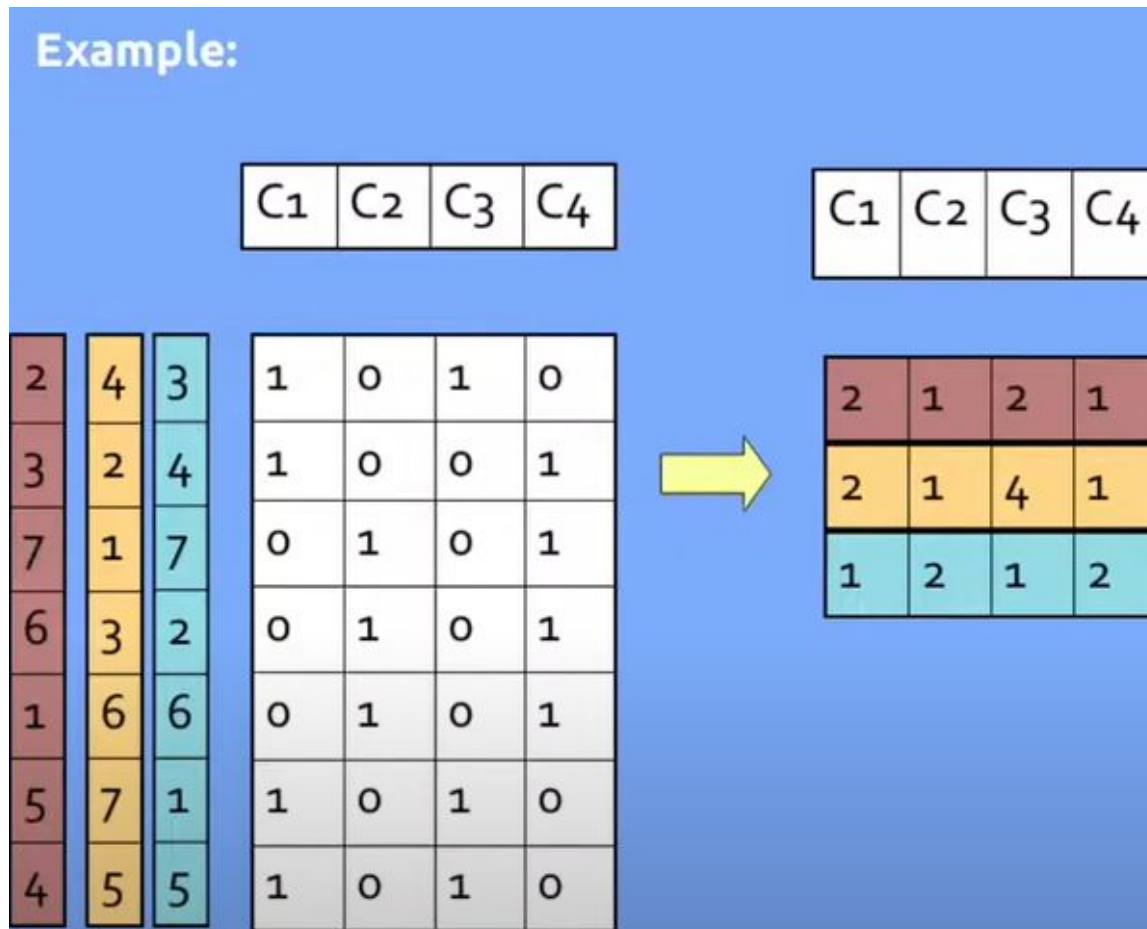 Example:
C1 C2 C3 C4 C1 C2 C3 C4
2 4 3 1 0 1 0 2 1 2 1
3 2 4 1 0 0 1 2 1 4 1
7 1 7 0 1 0 1 1 2 1 2
6 3 2 0 1 0 1
1 6 6 0 1 0 1
5 7 1 1 0 1 0
4 5 5 1 0 1 0